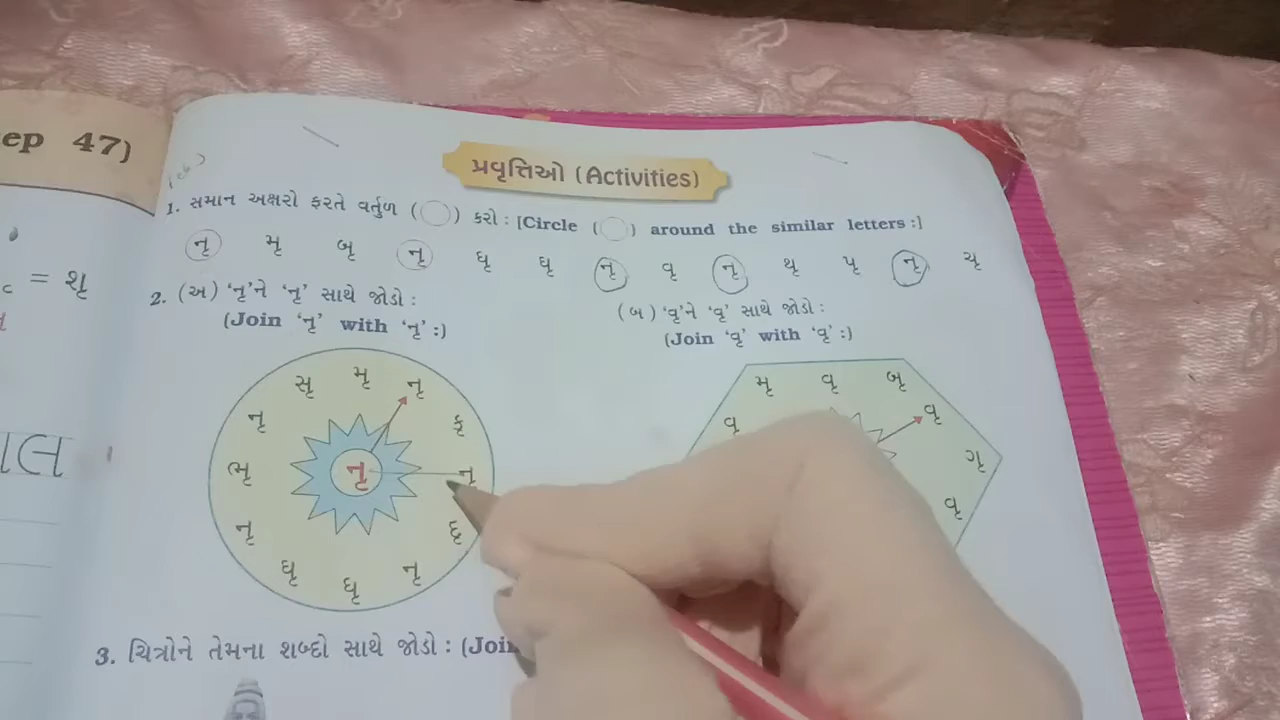 ep 47)
= શૃ
પ્રવૃત્તિઓ (Activities)
1. સમાન અક્ષરો ફરતે વર્તુળ ( ) કરો : [Circle ( ) around the similar letters :]
નૃ મૃ બૃ નૃ ધૃ ઘૃ નૃ વૃ નૃ થૃ પૃ નૃ ચૃ
2. (અ) ‘નૃ’ને ‘નૃ’ સાથે જોડો :
(Join ‘નૃ’ with ‘નૃ’ :)
(બ) ‘વૃ’ને ‘વૃ’ સાથે જોડો :
(Join ‘વૃ’ with ‘વૃ’ :)
સૃ મૃ નૃ
નૃ ફૃ
ભૃ નૃ નૃ
નૃ દૃ
ઘૃ ધૃ નૃ
મૃ વૃ બૃ
વૃ વૃ
ગૃ
વૃ
3. ચિત્રોને તેમના શબ્દો સાથે જોડો : (Join